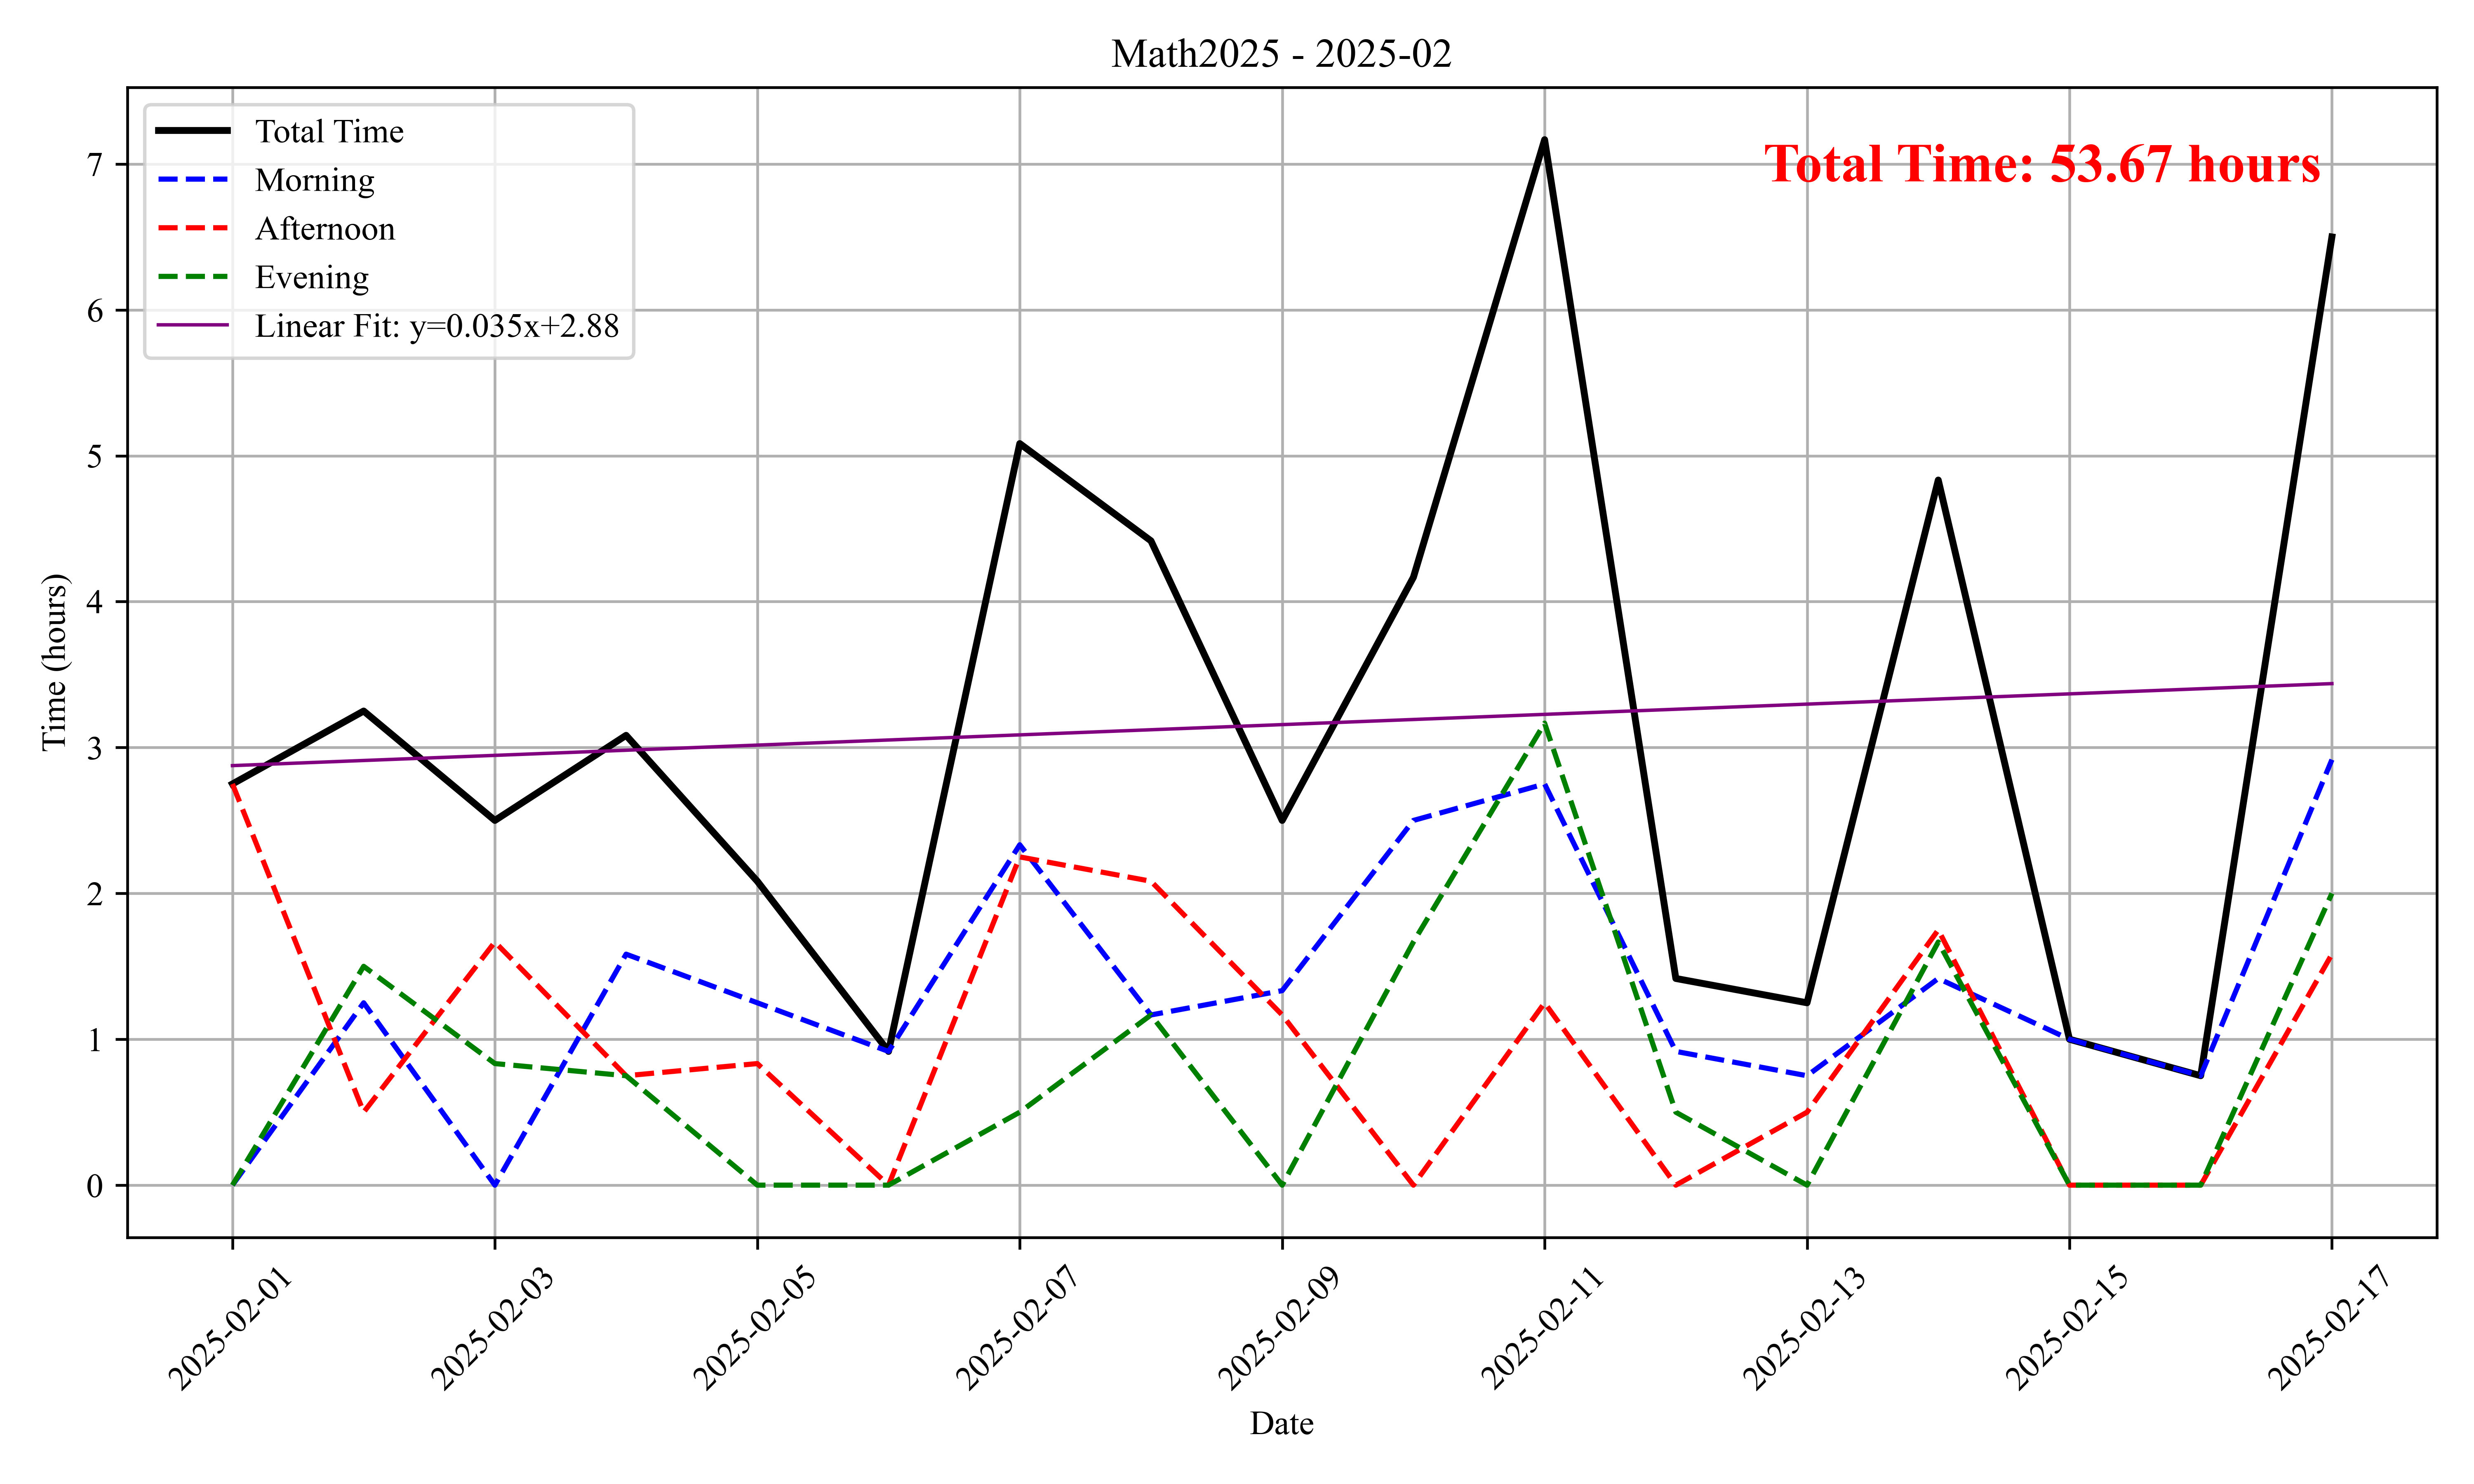 Math2025 - 2025-02
Total Time
Morning
Afternoon
Evening
Linear Fit: y=0.035x+2.88
Total Time: 53.67 hours
Time (hours)
7
6
5
4
3
2
1
0
2025-02-01
2025-02-03
2025-02-05
2025-02-07
2025-02-09
2025-02-11
2025-02-13
2025-02-15
2025-02-17
Date